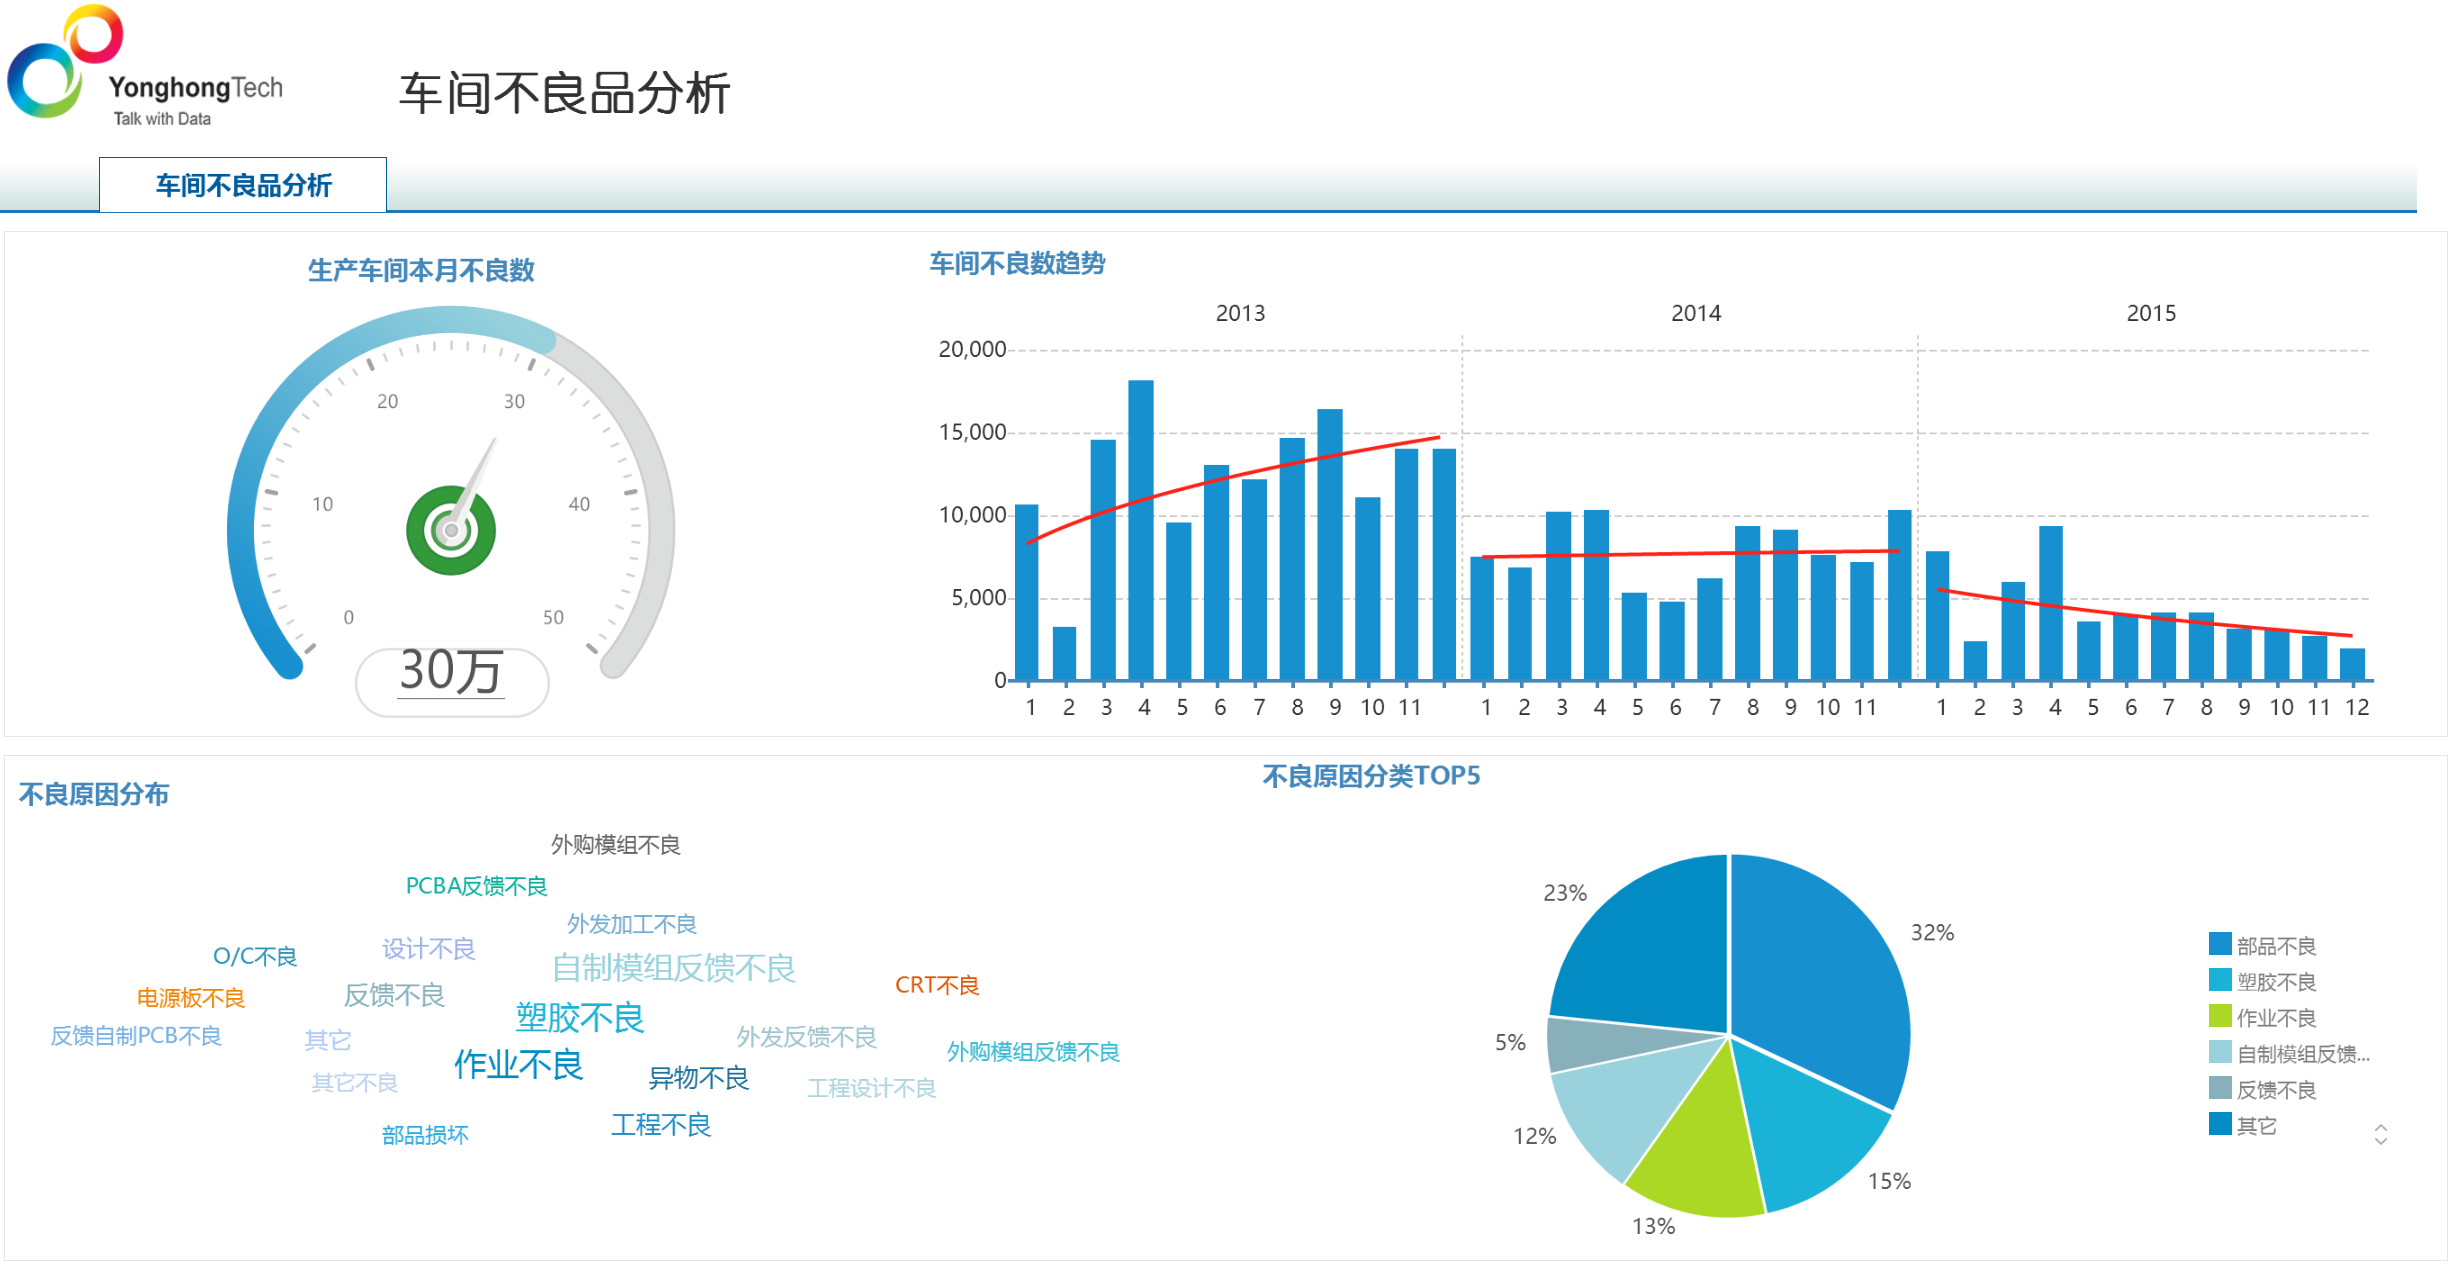 YonghongTech
Talk with Data
车间不良品分析
车间不良品分析
生产车间本月不良数
0
10
20
30
40
50
30万
车间不良数趋势
2013 2014 2015
20,000
15,000
10,000
5,000
0
1 2 3 4 5 6 7 8 9 10 11 1 2 3 4 5 6 7 8 9 10 11 1 2 3 4 5 6 7 8 9 10 11 12
不良原因分布
外购模组不良
PCBA反馈不良
外发加工不良
设计不良
O/C不良
自制模组反馈不良
CRT不良
电源板不良
反馈不良
塑胶不良
反馈自制PCB不良
其它
外发反馈不良
外购模组反馈不良
作业不良
异物不良
其它不良
工程设计不良
工程不良
部品损坏
不良原因分类TOP5
23%
32%
5%
12%
15%
13%
部品不良
塑胶不良
作业不良
自制模组反馈...
反馈不良
其它